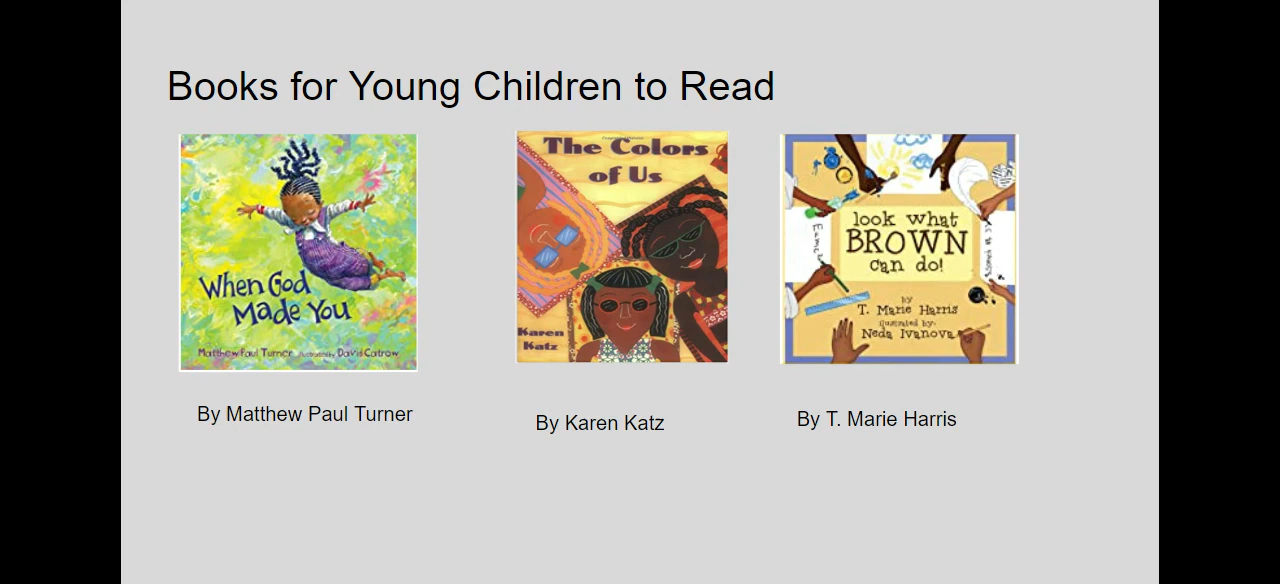 Books for Young Children to Read
When God
Made You
Matthew Paul Turner illustrated by David Catrow
The Colors
of Us
Karen
Katz
look what
BROWN
can do!
by
T. Marie Harris
illustrated by:
Neda Ivanova
By Matthew Paul Turner
By Karen Katz
By T. Marie Harris